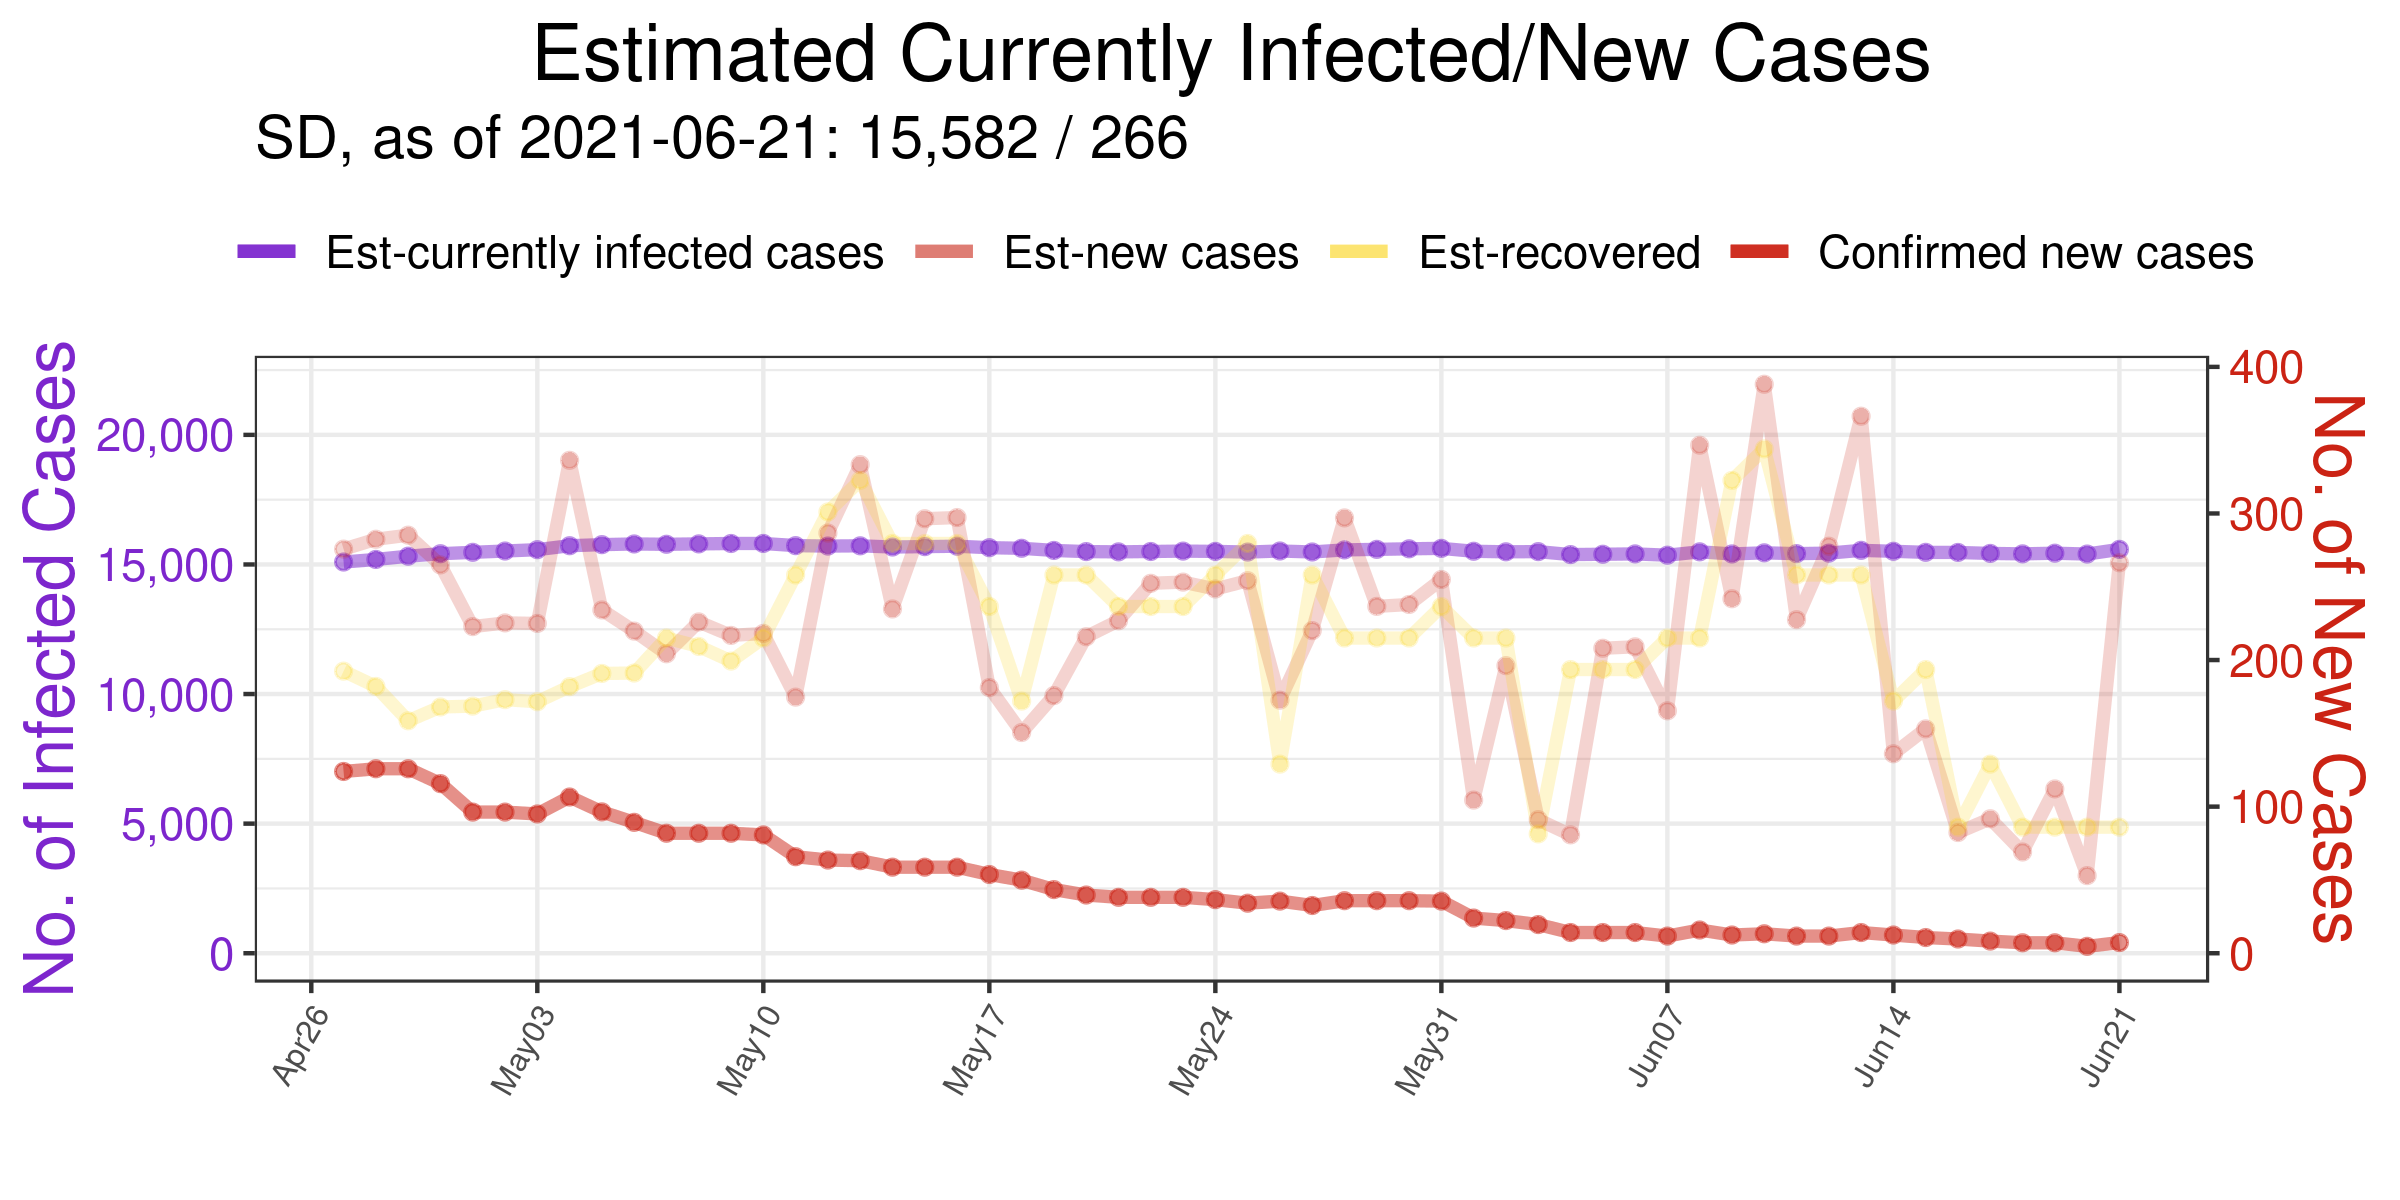 Estimated Currently Infected/New Cases
SD, as of 2021-06-21: 15,582 / 266
Est-currently infected cases Est-new cases Est-recovered Confirmed new cases
No. of Infected Cases
20,000
15,000
10,000
5,000
0
400
300
200
100
0
No. of New Cases
Apr26 May03 May10 May17 May24 May31 Jun07 Jun14 Jun21